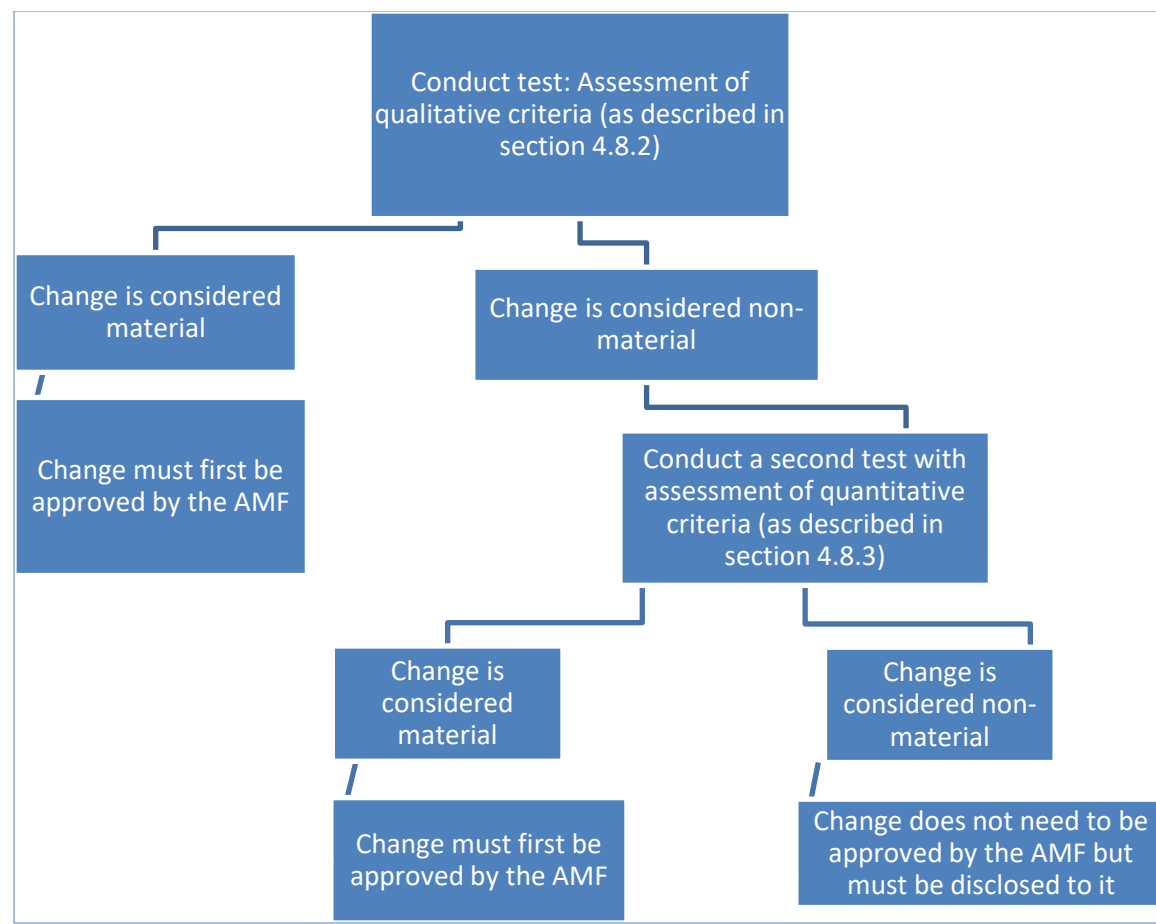 Conduct test: Assessment of
qualitative criteria (as described in
section 4.8.2)
Change is considered
material
Change is considered non-
material
Change must first be
approved by the AMF
Conduct a second test with
assessment of quantitative
criteria (as described in
section 4.8.3)
Change is
considered
material
Change is
considered non-
material
Change must first be
approved by the AMF
Change does not need to be
approved by the AMF but
must be disclosed to it